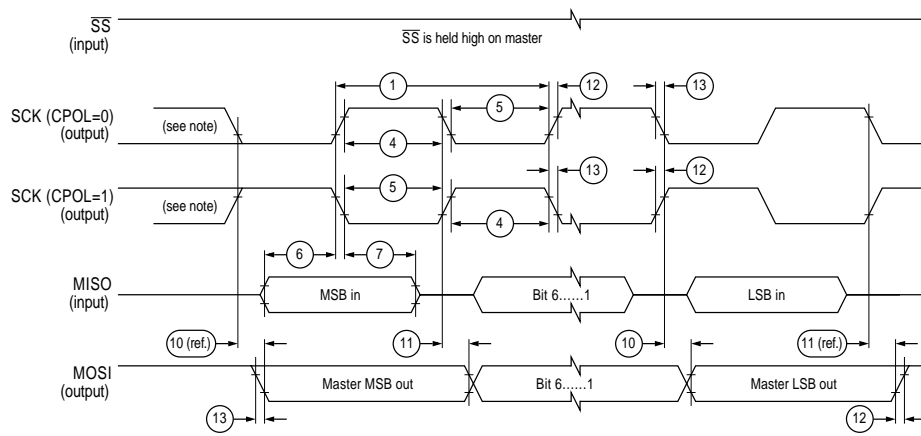 SS
(input)
SS is held high on master
1
12
13
SCK (CPOL=0)
(output)
(see note)
5
4
13
12
SCK (CPOL=1)
(output)
(see note)
5
4
6
7
MISO
(input)
MSB in
Bit 6......1
LSB in
10 (ref.)
11
10
11 (ref.)
MOSI
(output)
Master MSB out
Bit 6......1
Master LSB out
13
12